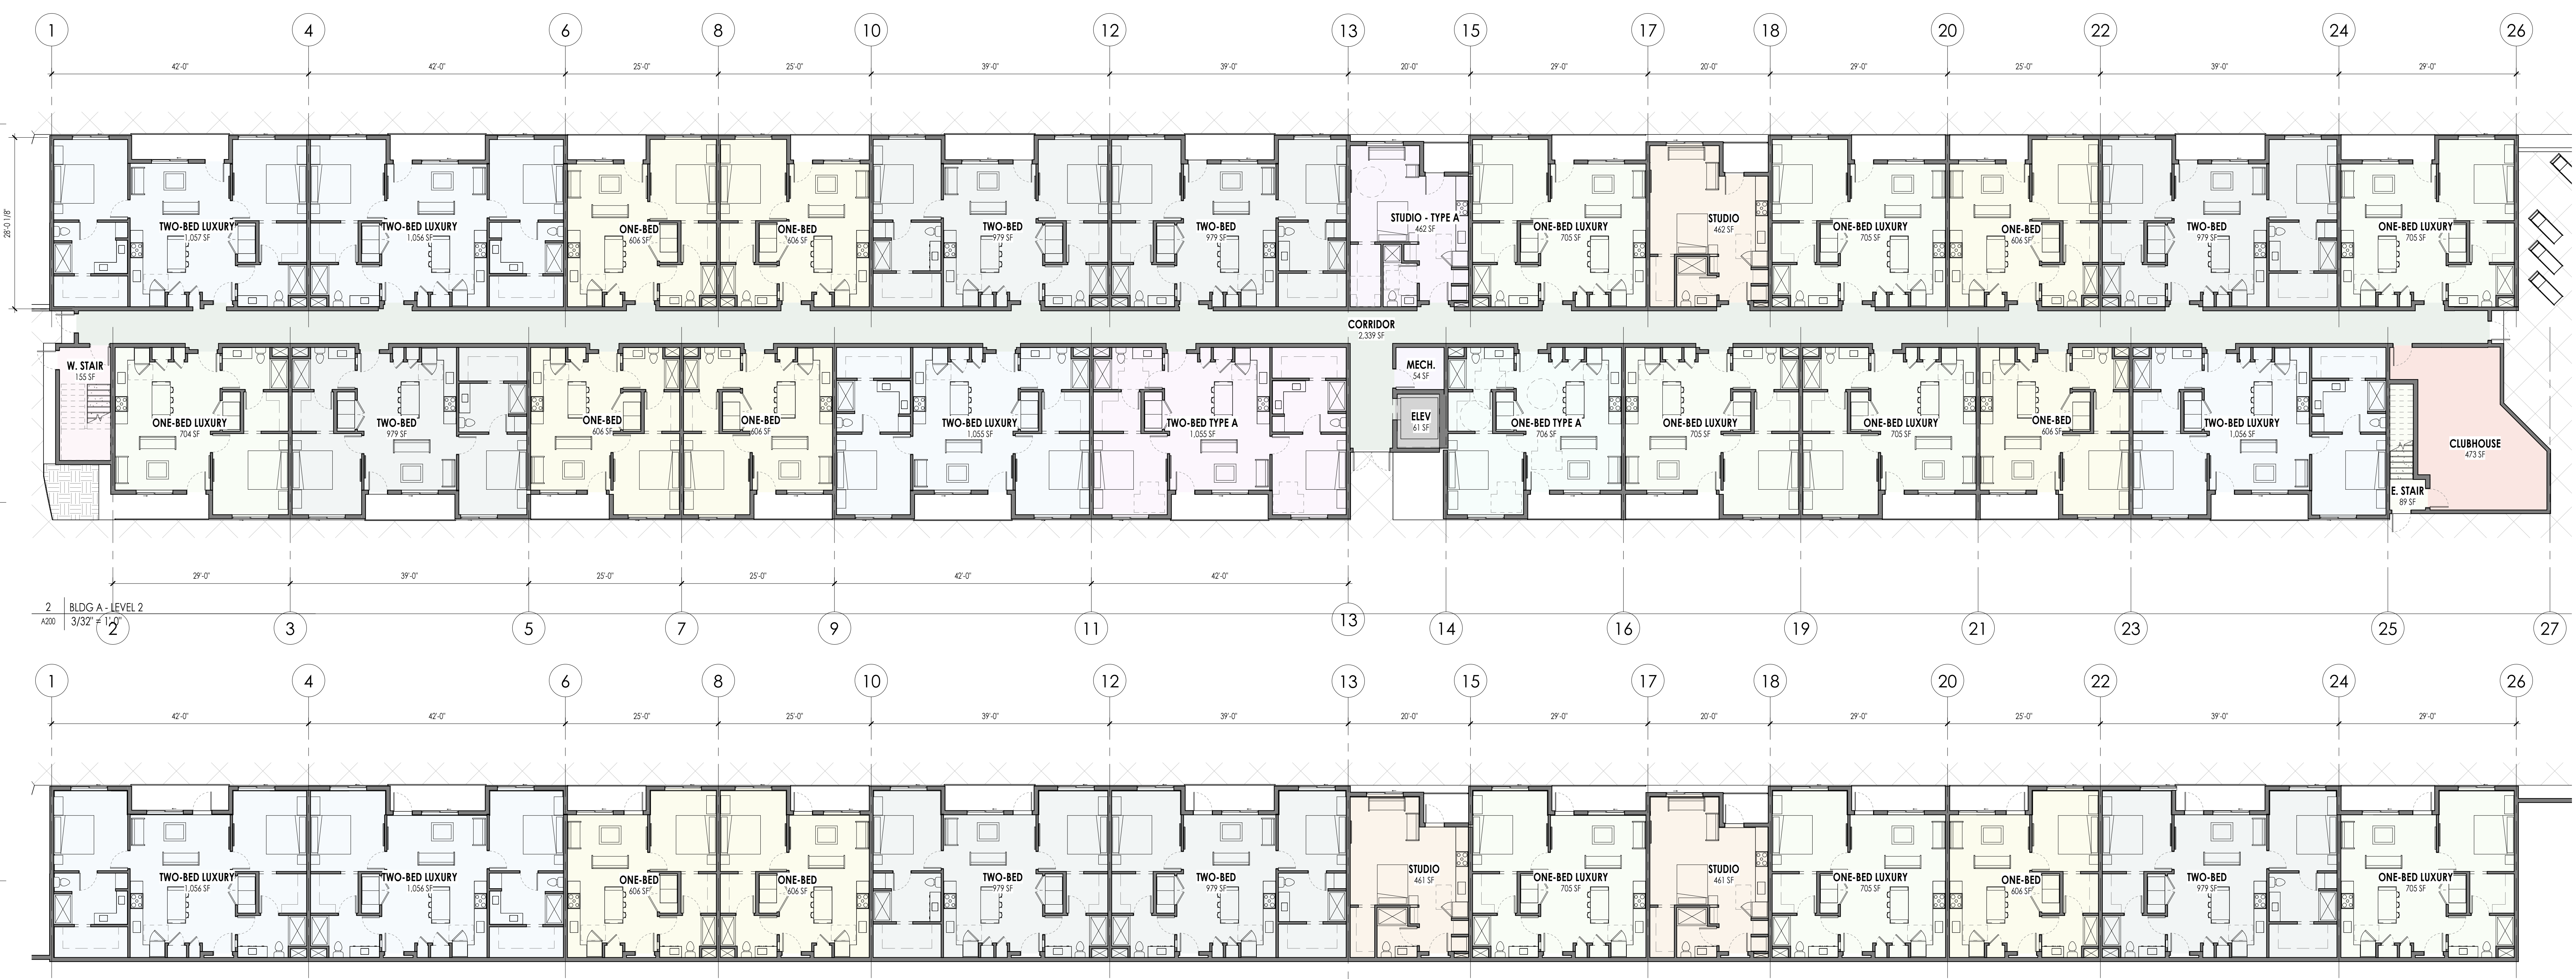 1 4 6 8 10 12 13 15 17 18 20 22 24 26
42'-0" 42'-0" 25'-0" 25'-0" 39'-0" 39'-0" 20'-0" 29'-0" 20'-0" 29'-0" 25'-0" 39'-0" 29'-0"
28'-0 1/8"
TWO-BED LUXURY
1,057 SF
TWO-BED LUXURY
1,056 SF
ONE-BED
606 SF
ONE-BED
606 SF
TWO-BED
979 SF
TWO-BED
979 SF
STUDIO - TYPE A
462 SF
ONE-BED LUXURY
705 SF
STUDIO
462 SF
ONE-BED LUXURY
705 SF
ONE-BED
606 SF
TWO-BED
979 SF
ONE-BED LUXURY
705 SF
CORRIDOR
2,339 SF
W. STAIR
155 SF
ONE-BED LUXURY
704 SF
TWO-BED
979 SF
ONE-BED
606 SF
ONE-BED
606 SF
TWO-BED LUXURY
1,055 SF
TWO-BED TYPE A
1,055 SF
MECH.
54 SF
ELEV
61 SF
ONE-BED TYPE A
706 SF
ONE-BED LUXURY
705 SF
ONE-BED LUXURY
705 SF
ONE-BED
606 SF
TWO-BED LUXURY
1,056 SF
E. STAIR
89 SF
CLUBHOUSE
473 SF
29'-0" 39'-0" 25'-0" 25'-0" 42'-0" 42'-0"
2 BLDG A - LEVEL 2
A200 3/32" = 1'-0"
2 3 5 7 9 11 13 14 16 19 21 23 25 27
1 4 6 8 10 12 13 15 17 18 20 22 24 26
42'-0" 42'-0" 25'-0" 25'-0" 39'-0" 39'-0" 20'-0" 29'-0" 20'-0" 29'-0" 25'-0" 39'-0" 29'-0"
TWO-BED LUXURY
1,056 SF
TWO-BED LUXURY
1,056 SF
ONE-BED
606 SF
ONE-BED
606 SF
TWO-BED
979 SF
TWO-BED
979 SF
STUDIO
461 SF
ONE-BED LUXURY
705 SF
STUDIO
461 SF
ONE-BED LUXURY
705 SF
ONE-BED
606 SF
TWO-BED
979 SF
ONE-BED LUXURY
705 SF